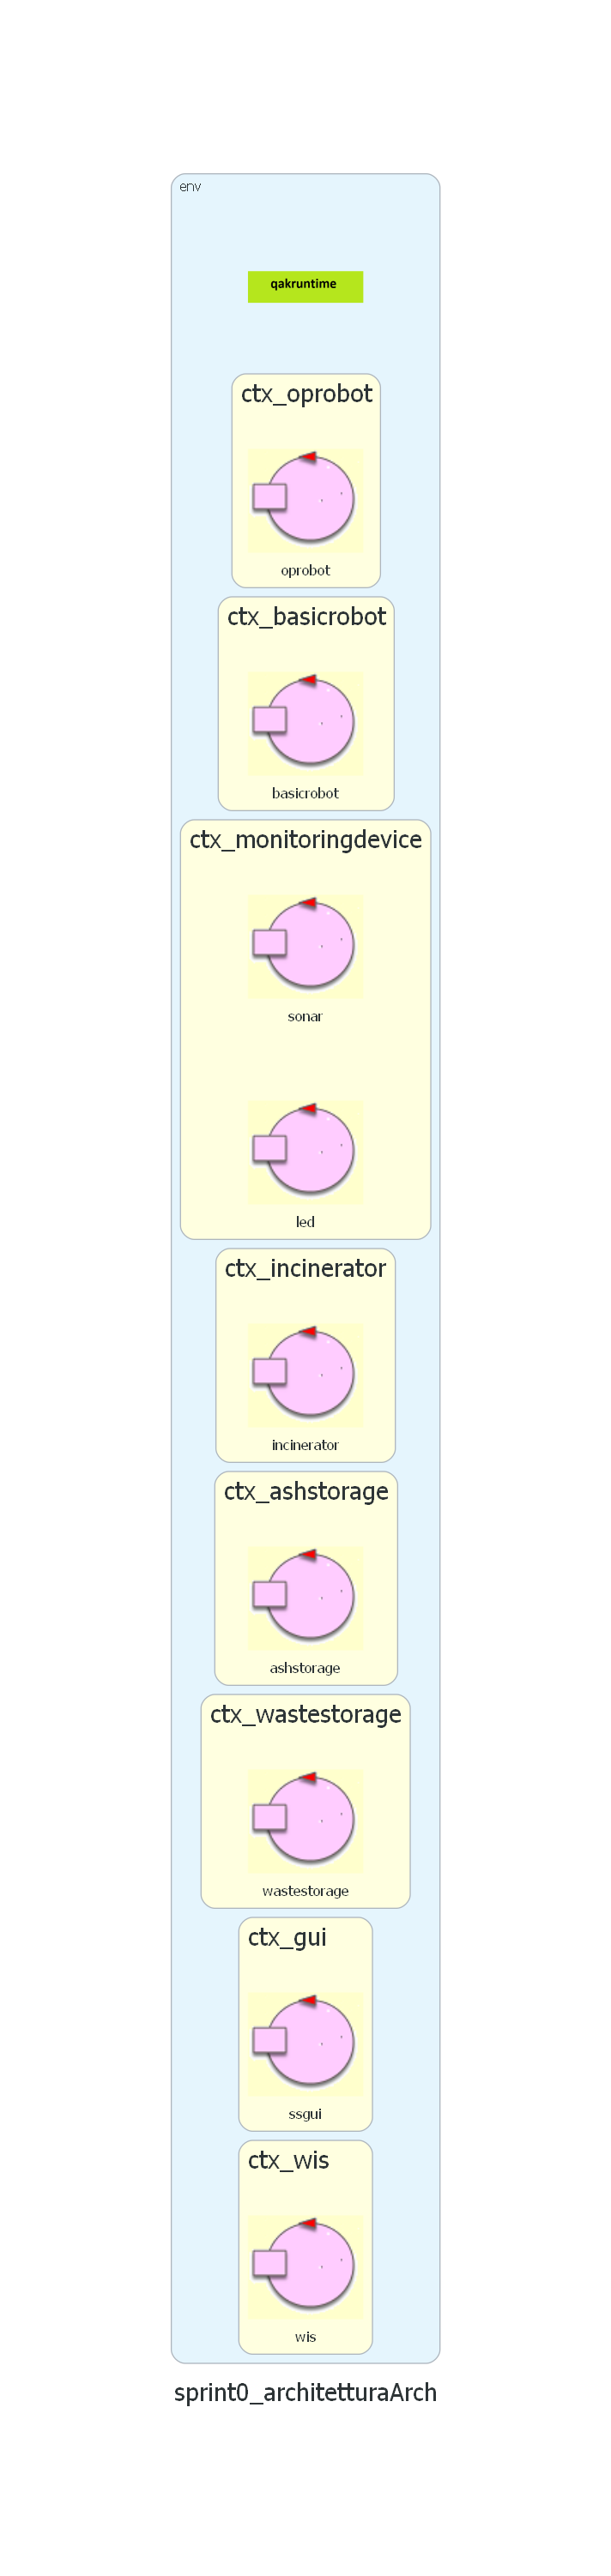 env
qakruntime
ctx_oprobot
oprobot
ctx_basicrobot
basicrobot
ctx_monitoringdevice
sonar
led
ctx_incinerator
incinerator
ctx_ashstorage
ashstorage
ctx_wastestorage
wastestorage
ctx_gui
ssgui
ctx_wis
wis
sprint0_architetturaArch